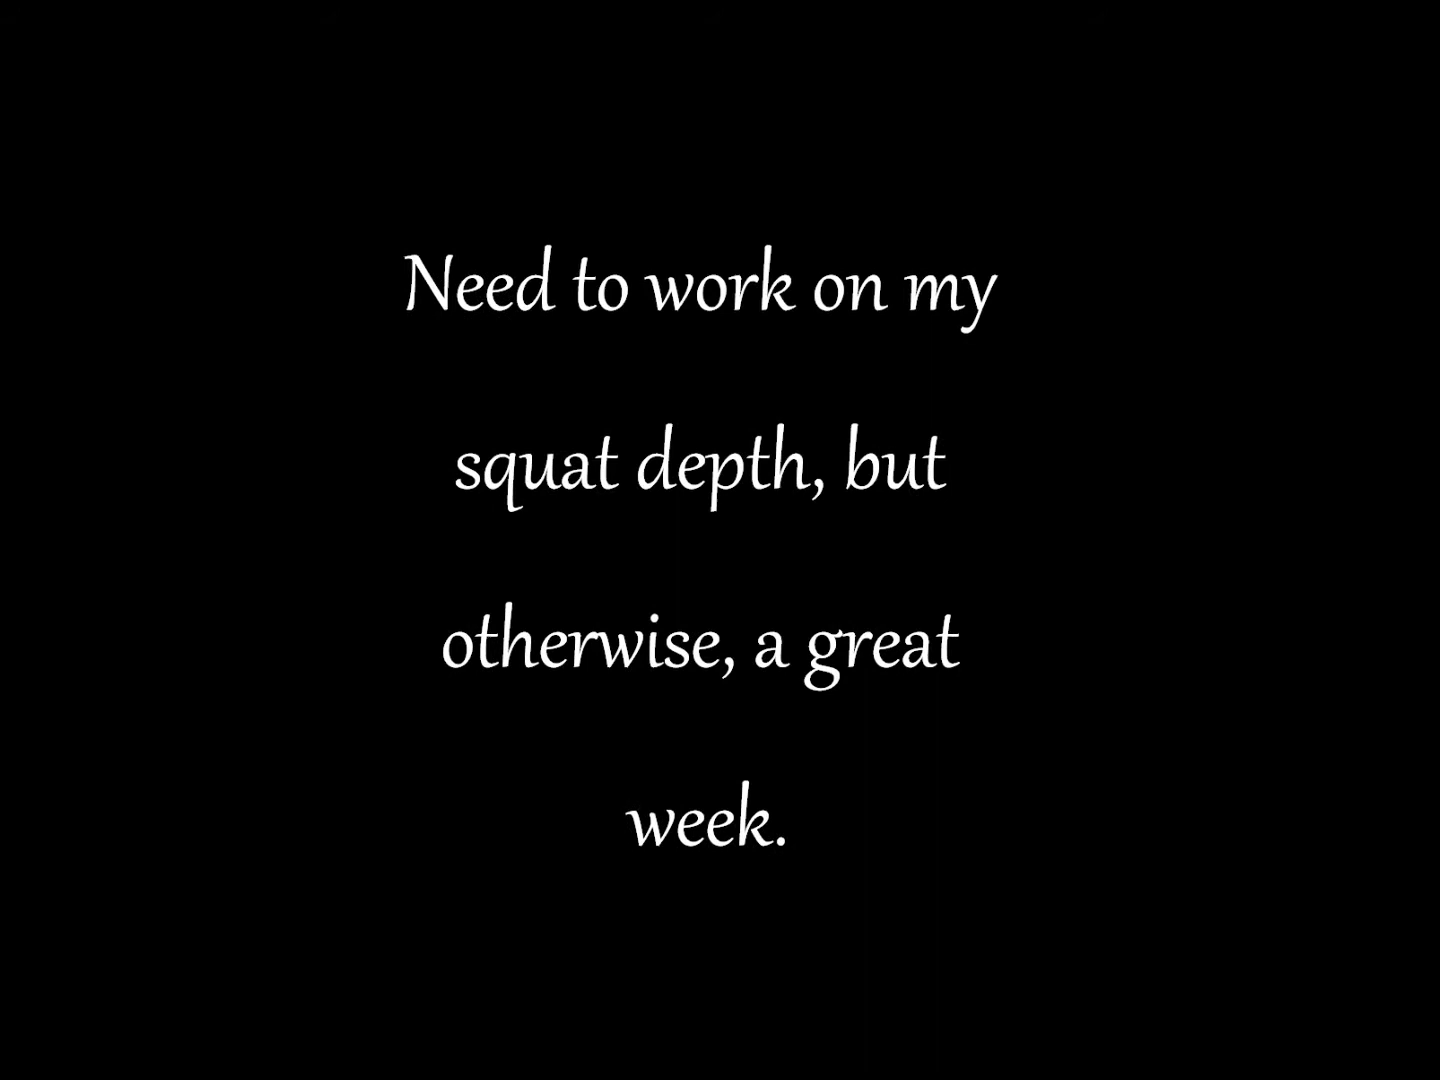 Need to work on my
squat depth, but
otherwise, a great
week.